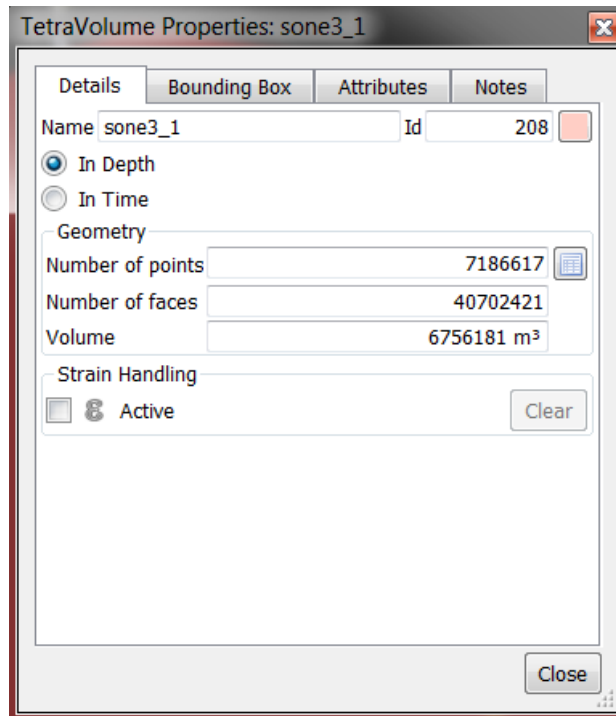 TetraVolume Properties: sone3_1
Details Bounding Box Attributes Notes
Name sone3_1 Id 208
In Depth
In Time
Geometry
Number of points 7186617
Number of faces 40702421
Volume 6756181 m³
Strain Handling
ε Active Clear
Close